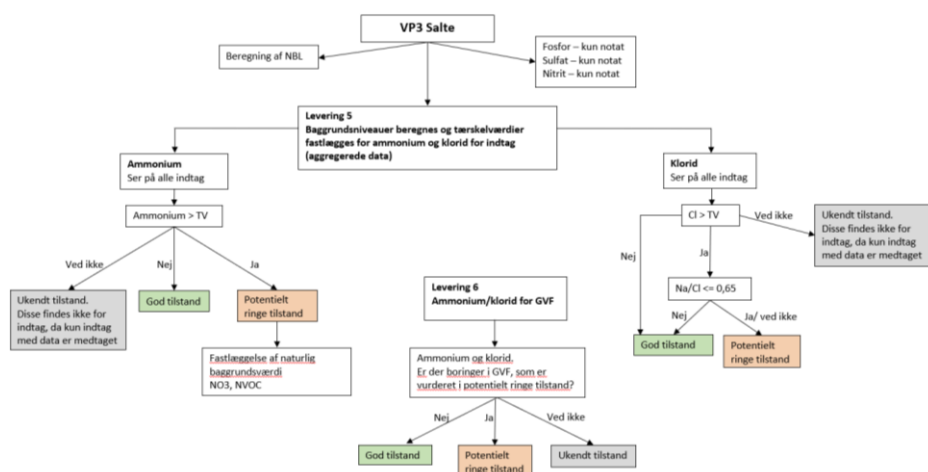 VP3 Salte
Beregning af NBL
Fosfor – kun notat
Sulfat – kun notat
Nitrit – kun notat
Levering 5
Baggrundsniveauer beregnes og tærskelværdier
fastlægges for ammonium og klorid for indtag
(aggregerede data)
Ammonium
Ser på alle indtag
Klorid
Ser på alle indtag
Ammonium > TV
Cl > TV
Ved ikke
Ukendt tilstand.
Disse findes ikke for
indtag, da kun indtag
med data er medtaget
Ved ikke
Nej
Ja
Nej
Ja
Ukendt tilstand.
Disse findes ikke for
indtag, da kun indtag
med data er medtaget
God tilstand
Potentielt
ringe tilstand
Levering 6
Ammonium/klorid for GVF
Na/Cl <= 0,65
Nej
Ja/ ved ikke
God tilstand
Potentielt
ringe tilstand
Fastlæggelse af naturlig
baggrundsværdi
NO3, NVOC
Ammonium og klorid.
Er der boringer i GVF, som er
vurderet i potentielt ringe tilstand?
Nej
Ja
Ved ikke
God tilstand
Potentielt
ringe tilstand
Ukendt tilstand